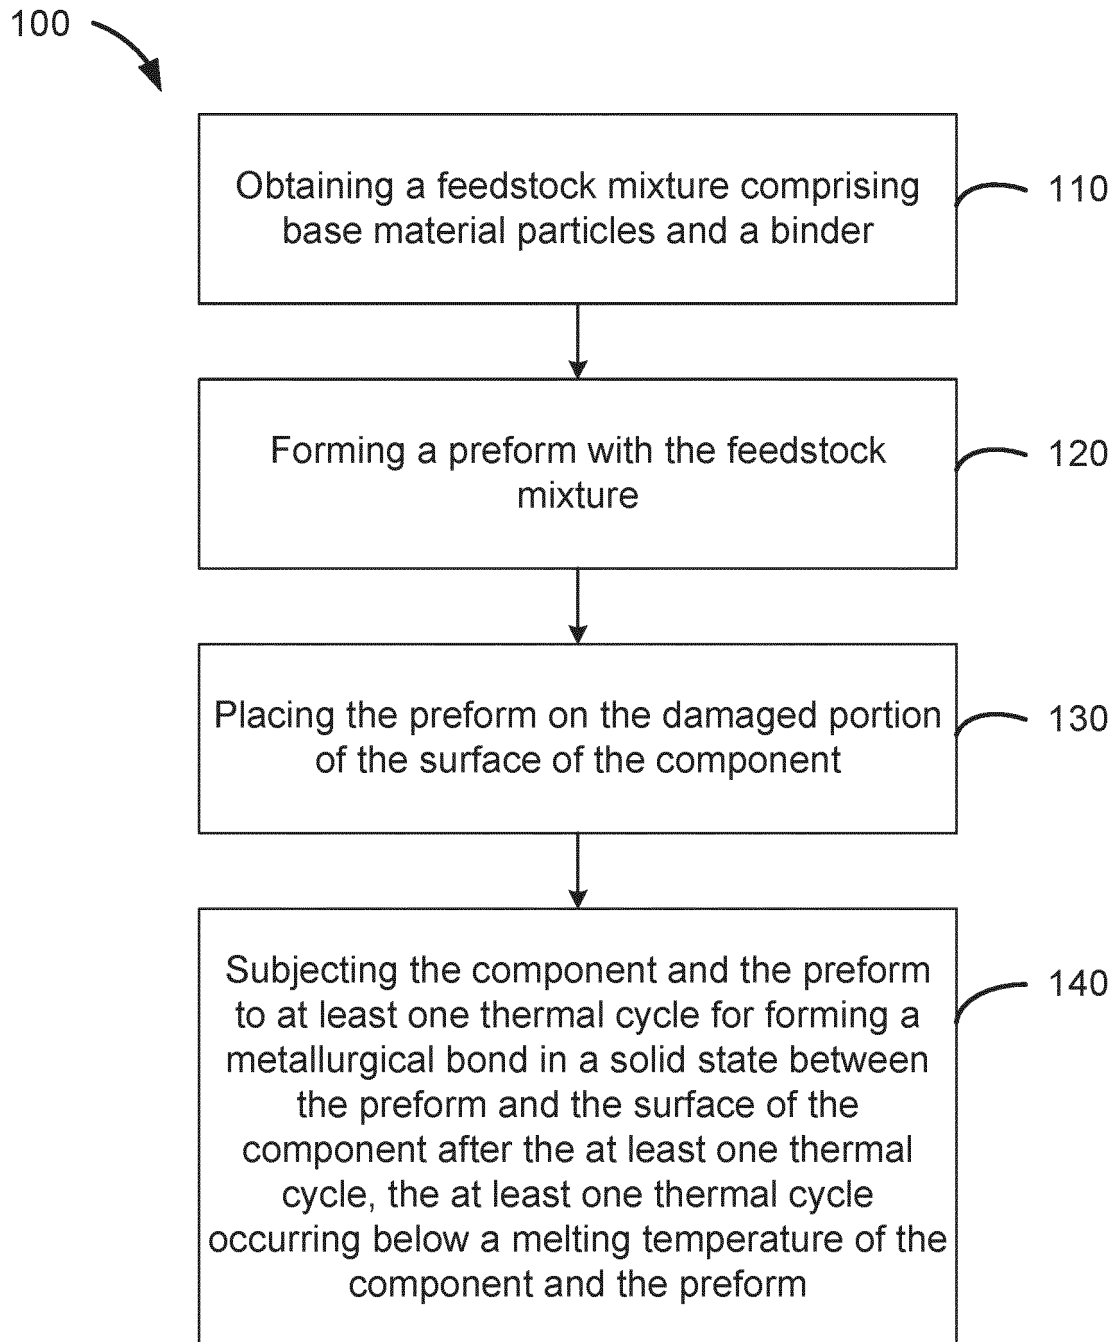 100
Obtaining a feedstock mixture comprising
base material particles and a binder
110
Forming a preform with the feedstock
mixture
120
Placing the preform on the damaged portion
of the surface of the component
130
Subjecting the component and the preform
to at least one thermal cycle for forming a
metallurgical bond in a solid state between
the preform and the surface of the
component after the at least one thermal
cycle, the at least one thermal cycle
occurring below a melting temperature of the
component and the preform
140